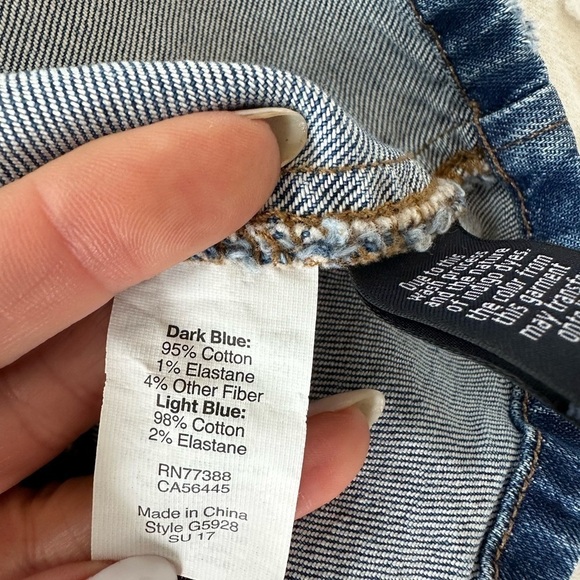 Dark Blue:
95% Cotton
1% Elastane
4% Other Fiber
Light Blue:
98% Cotton
2% Elastane
RN77388
CA56445
Made in China
Style G5928
SU 17
Due to the
wash process
and the nature
of indigo dyes,
the color from
this garment
may transfer